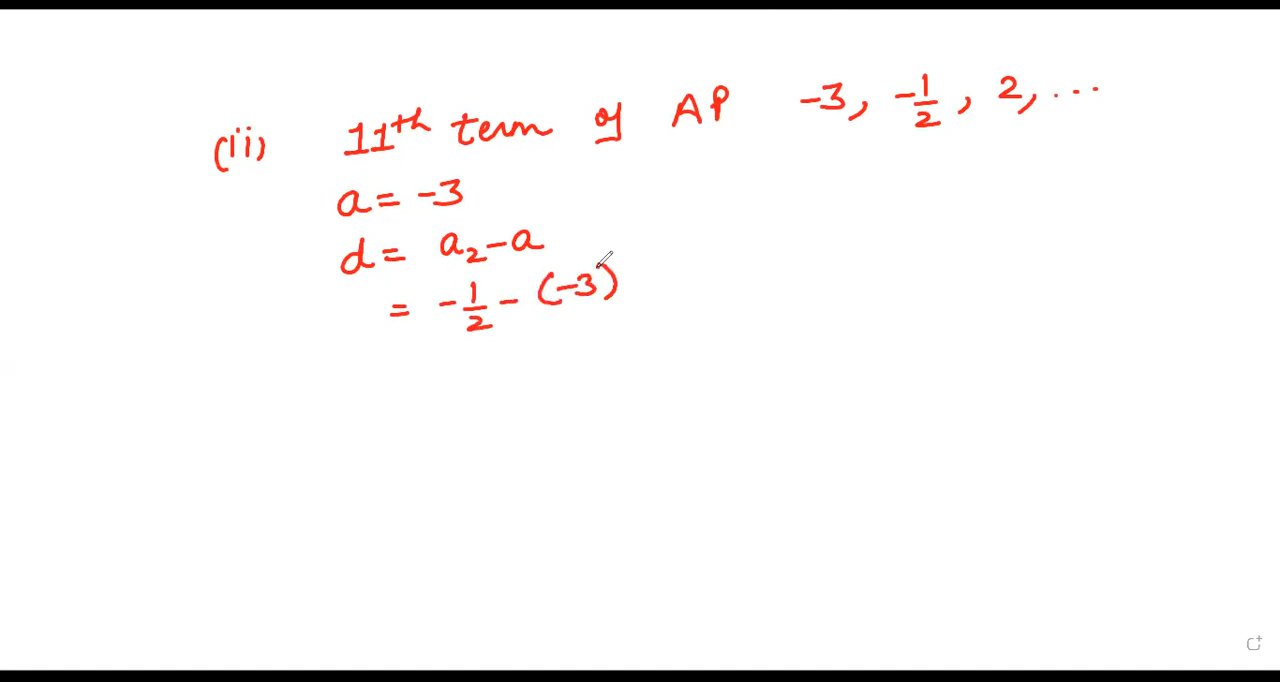 (ii) 11th term of AP -3, -1/2, 2, ...
a = -3
d = a₂ - a
= -1/2 - (-3)